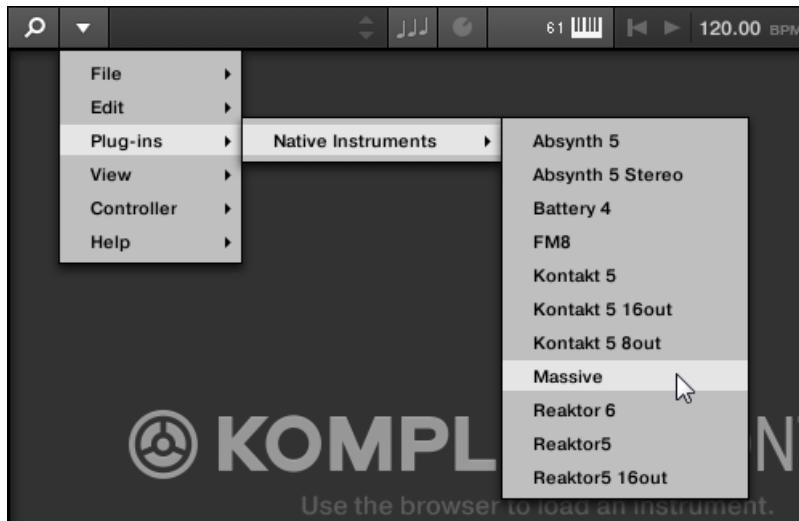 61
120.00 BPM
File
Edit
Plug-ins
View
Controller
Help
Native Instruments
Absynth 5
Absynth 5 Stereo
Battery 4
FM8
Kontakt 5
Kontakt 5 16out
Kontakt 5 8out
Massive
Reaktor 6
Reaktor5
Reaktor5 16out
Use the browser to load an instrument.